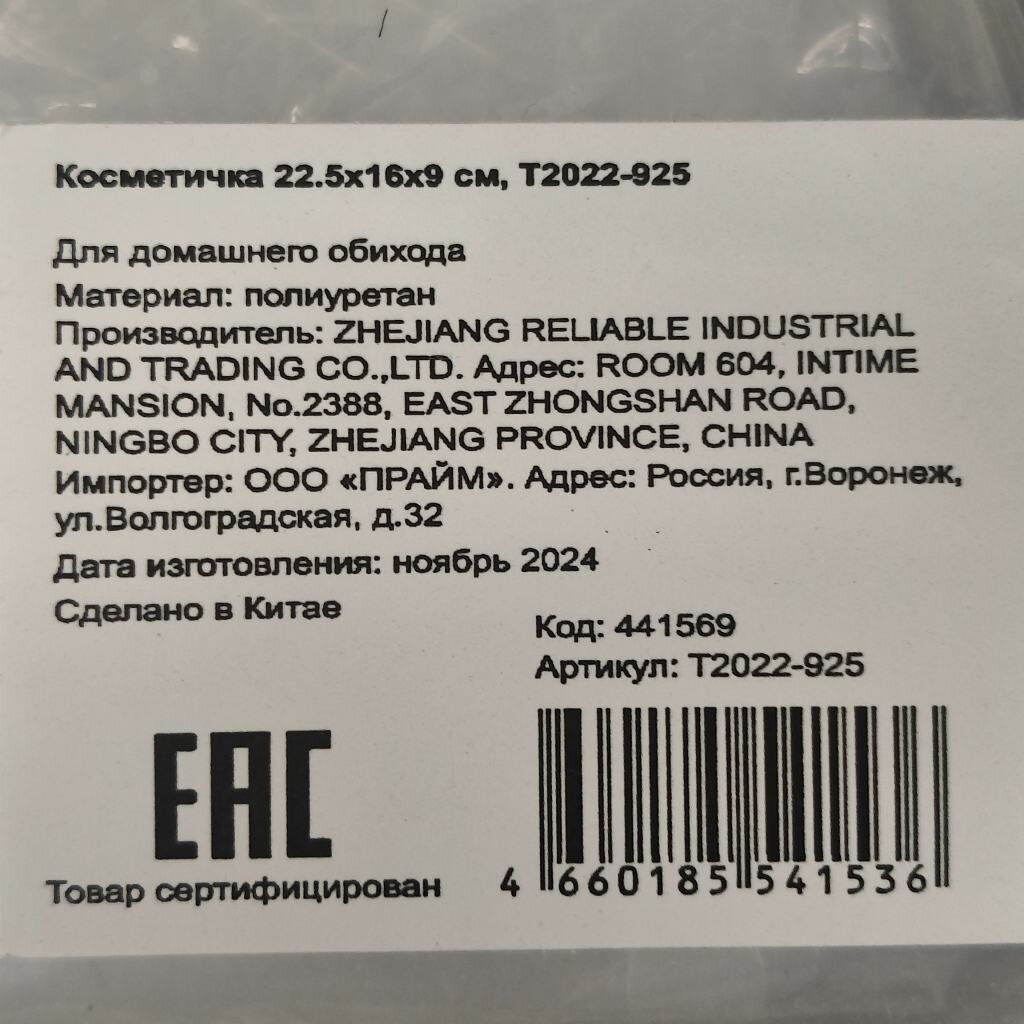 Косметичка 22.5х16х9 см, Т2022-925
Для домашнего обихода
Материал: полиуретан
Производитель: ZHEJIANG RELIABLE INDUSTRIAL
AND TRADING CO.,LTD. Адрес: ROOM 604, INTIME
MANSION, No.2388, EAST ZHONGSHAN ROAD,
NINGBO CITY, ZHEJIANG PROVINCE, CHINA
Импортер: ООО «ПРАЙМ». Адрес: Россия, г.Воронеж,
ул.Волгоградская, д.32
Дата изготовления: ноябрь 2024
Сделано в Китае
Код: 441569
Артикул: Т2022-925
EAC
Товар сертифицирован
4 660185 541536